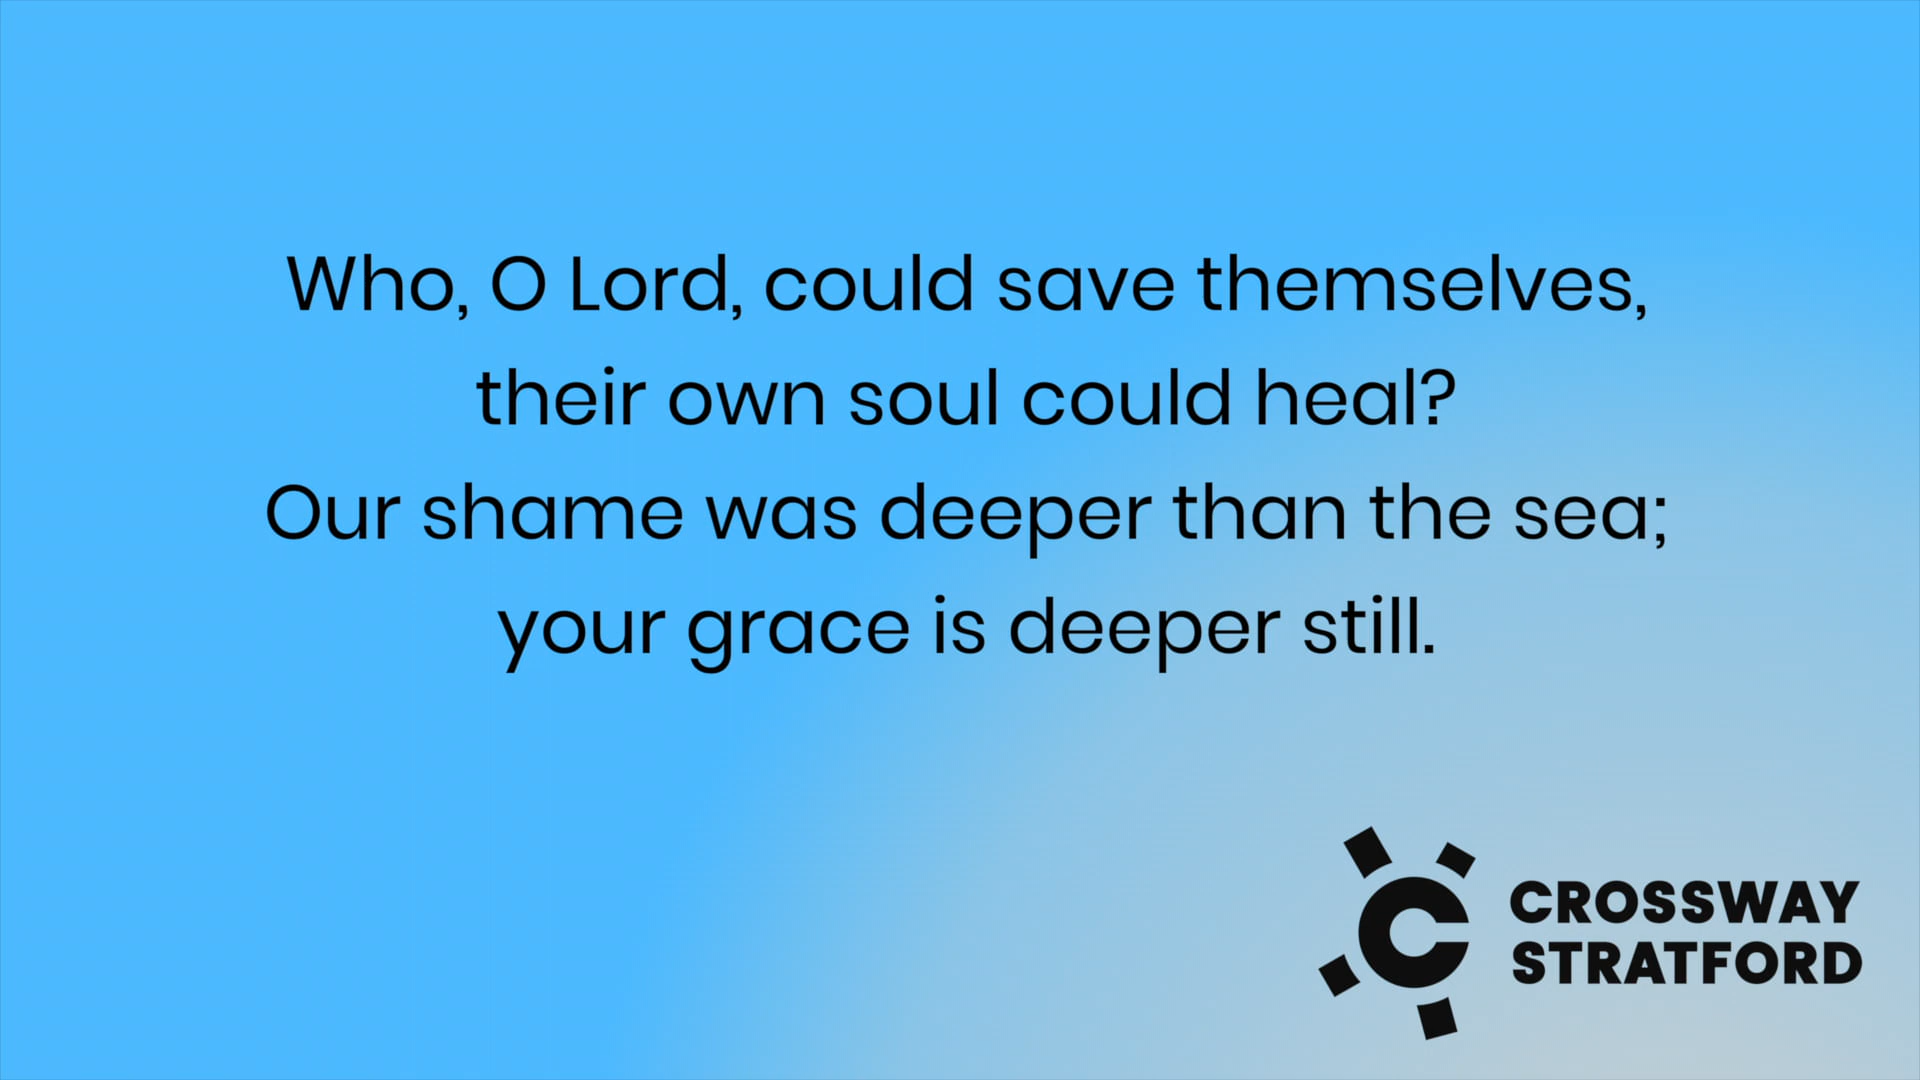 Who, O Lord, could save themselves,
their own soul could heal?
Our shame was deeper than the sea;
your grace is deeper still.
CROSSWAY
STRATFORD